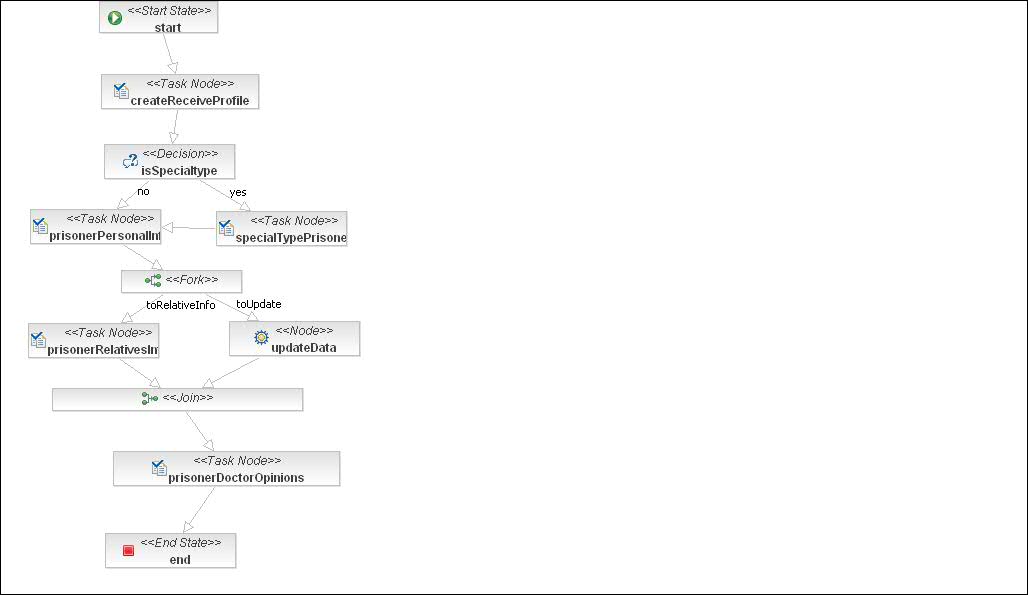 <<Start State>>
start
<<Task Node>>
createReceiveProfile
<<Decision>>
isSpecialtype
no
yes
<<Task Node>>
prisonerPersonalInf
<<Task Node>>
specialTypePrisone
<<Fork>>
toRelativeInfo
toUpdate
<<Task Node>>
prisonerRelativesIn
<<Node>>
updateData
<<Join>>
<<Task Node>>
prisonerDoctorOpinions
<<End State>>
end